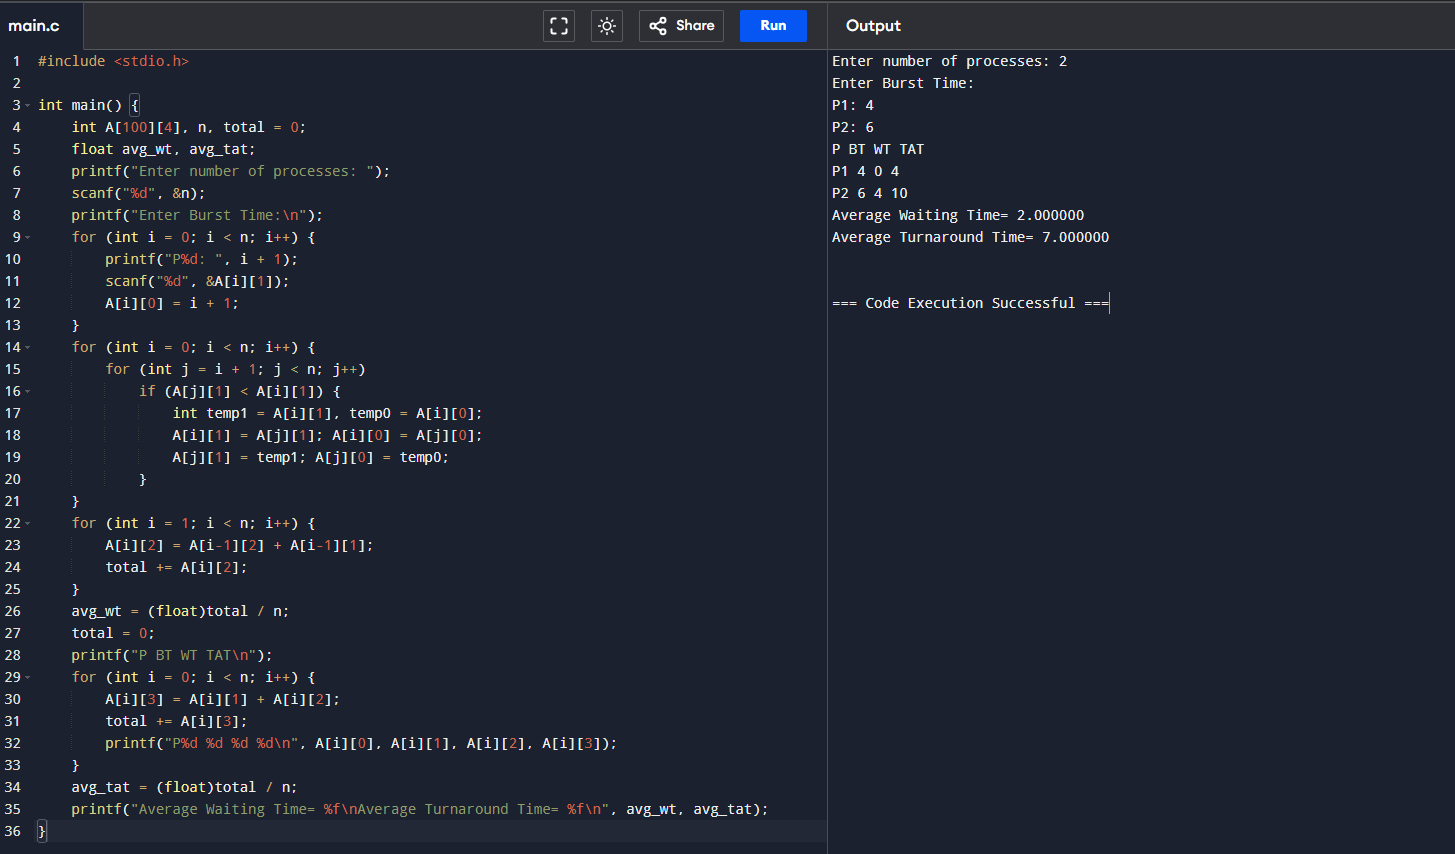 main.c
Share
Run
Output
1 #include <stdio.h>
2
3 int main() {
4     int A[100][4], n, total = 0;
5     float avg_wt, avg_tat;
6     printf("Enter number of processes: ");
7     scanf("%d", &n);
8     printf("Enter Burst Time:\n");
9     for (int i = 0; i < n; i++) {
10         printf("P%d: ", i + 1);
11         scanf("%d", &A[i][1]);
12         A[i][0] = i + 1;
13     }
14     for (int i = 0; i < n; i++) {
15         for (int j = i + 1; j < n; j++)
16             if (A[j][1] < A[i][1]) {
17                 int temp1 = A[i][1], temp0 = A[i][0];
18                 A[i][1] = A[j][1]; A[i][0] = A[j][0];
19                 A[j][1] = temp1; A[j][0] = temp0;
20             }
21     }
22     for (int i = 1; i < n; i++) {
23         A[i][2] = A[i-1][2] + A[i-1][1];
24         total += A[i][2];
25     }
26     avg_wt = (float)total / n;
27     total = 0;
28     printf("P BT WT TAT\n");
29     for (int i = 0; i < n; i++) {
30         A[i][3] = A[i][1] + A[i][2];
31         total += A[i][3];
32         printf("P%d %d %d %d\n", A[i][0], A[i][1], A[i][2], A[i][3]);
33     }
34     avg_tat = (float)total / n;
35     printf("Average Waiting Time= %f\nAverage Turnaround Time= %f\n", avg_wt, avg_tat);
36 }
Enter number of processes: 2
Enter Burst Time:
P1: 4
P2: 6
P BT WT TAT
P1 4 0 4
P2 6 4 10
Average Waiting Time= 2.000000
Average Turnaround Time= 7.000000
=== Code Execution Successful ===